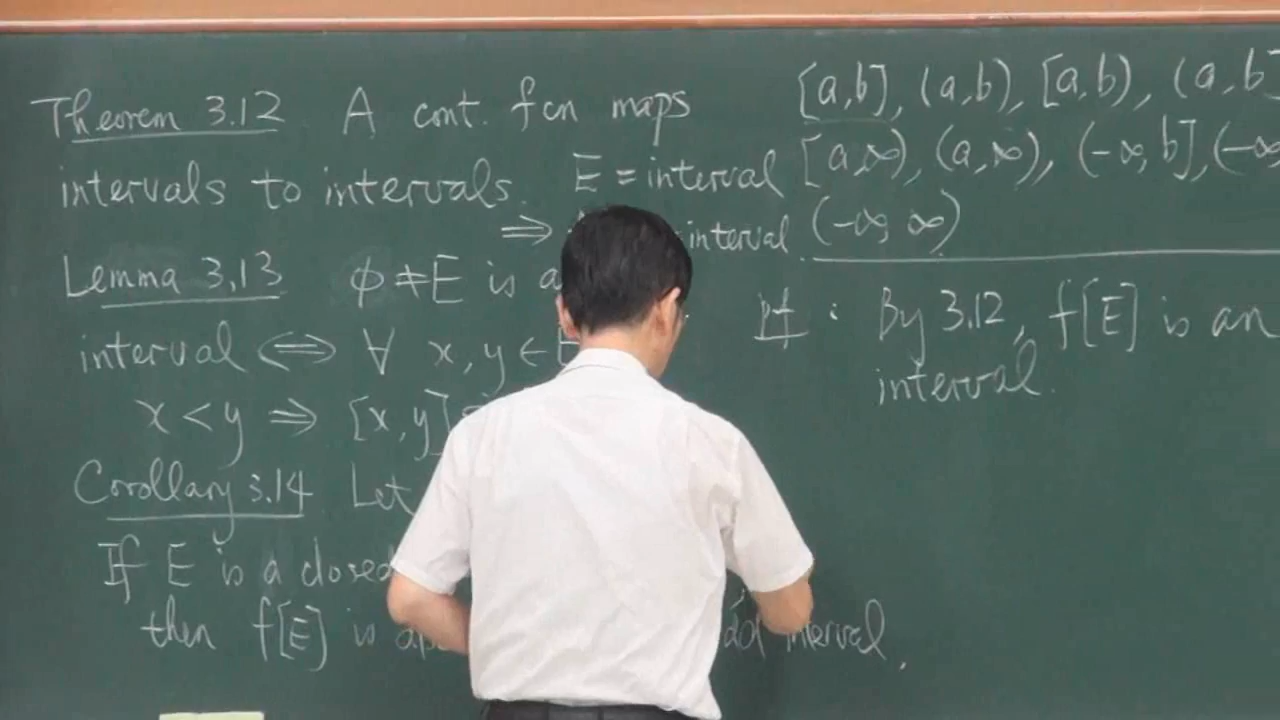 Theorem 3.12 A cont. fcn maps
intervals to intervals. E = interval
⇒ interval.
Lemma 3.13 φ ≠ E is a
interval ⇔ ∀ x, y ∈ E
x < y ⇒ [x, y]
Corollary 3.14 Let
If E is a closed
then f[E] is interval.
[a,b], (a,b), [a,b), (a,b]
[a,∞), (a,∞), (-∞,b], (-∞
(-∞, ∞)
pf : By 3.12, f[E] is an
interval.